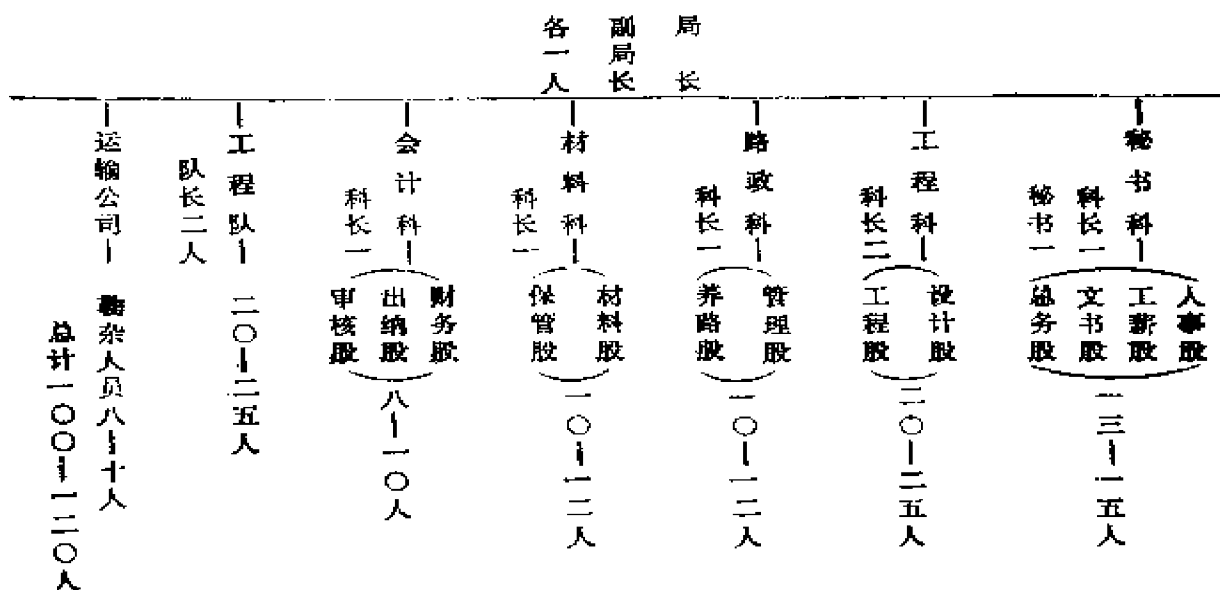 局长
副局长
各一人
秘书科
科长一
秘书一
人事股
工薪股
文书股
总务股
一三—一五人
工程科
科长二
设计股
工程股
二〇—二五人
路政科
科长一
管理股
养路股
一〇—一二人
材料科
科长一
材料股
保管股
一〇—一二人
会计科
科长一
财务股
出纳股
审核股
八—一〇人
工程队
队长二人
二〇—二五人
运输公司—勤杂人员八—十人
总计一〇〇—一二〇人